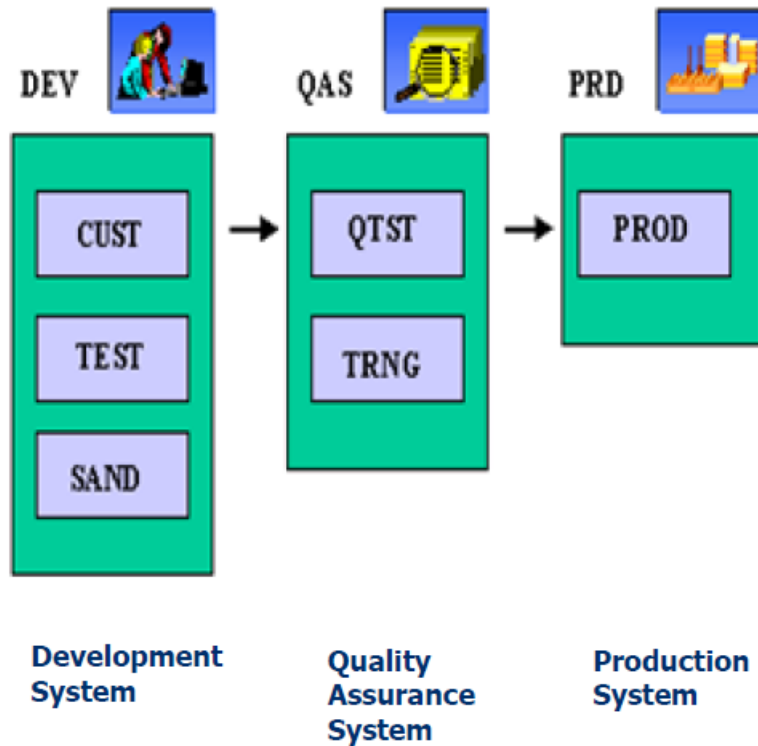 DEV
QAS
PRD
CUST
QTST
PROD
TEST
TRNG
SAND
Development
System
Quality
Assurance
System
Production
System